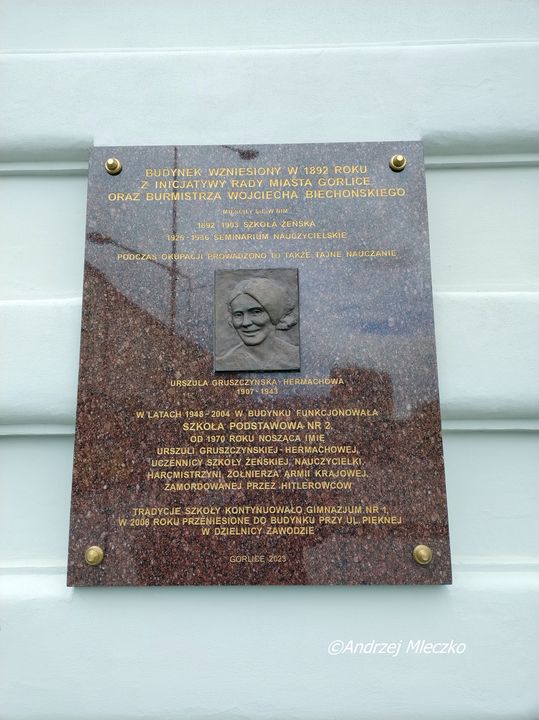 BUDYNEK WZNIESIONY W 1892 ROKU
Z INICJATYWY RADY MIASTA GORLICE
ORAZ BURMISTRZA WOJCIECHA BIECHOŃSKIEGO
MIEŚCIŁY SIĘ W NIM:
1892-1903 SZKOŁA ŻEŃSKA
1925-1936 SEMINARIUM NAUCZYCIELSKIE
PODCZAS OKUPACJI PROWADZONO TU TAKŻE TAJNE NAUCZANIE
URSZULA GRUSZCZYŃSKA-HERMACHOWA
1907-1943
W LATACH 1948-2004 W BUDYNKU FUNKCJONOWAŁA
SZKOŁA PODSTAWOWA NR 2,
OD 1970 ROKU NOSZĄCA IMIĘ
URSZULI GRUSZCZYŃSKIEJ-HERMACHOWEJ,
UCZENNICY SZKOŁY ŻEŃSKIEJ, NAUCZYCIELKI,
HARCMISTRZYNI, ŻOŁNIERZA ARMII KRAJOWEJ,
ZAMORDOWANEJ PRZEZ HITLEROWCÓW
TRADYCJE SZKOŁY KONTYNUOWAŁO GIMNAZJUM NR 1,
W 2008 ROKU PRZENIESIONE DO BUDYNKU PRZY UL. PIĘKNEJ
W DZIELNICY ZAWODZIE
GORLICE 2023
©Andrzej Mleczko